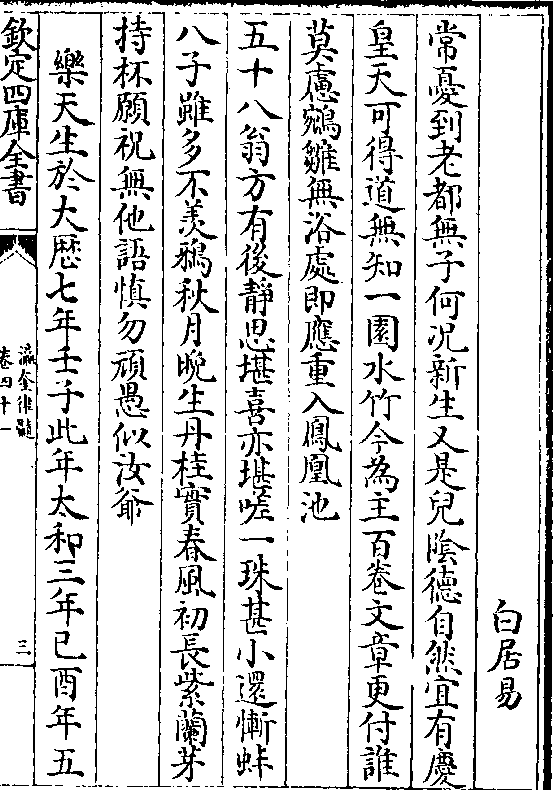 白居易
常憂到老都無子何况新生又是兒隂德自然宜有慶
皇天可得道無知一園水竹今為主百卷文章更付誰
莫慮鵷雛無浴處即應重入鳳凰池
五十八翁方有後靜思堪喜亦堪嗟一珠甚小還慚蚌
八子雖多不羨鴉秋月晚生丹桂實春風初長紫蘭芽
持杯願祝無他語慎勿頑愚似汝爺
樂天生於大歷七年壬子此年太和三年己酉年五
欽定四庫全書
瀛奎律髓
卷四十一
三